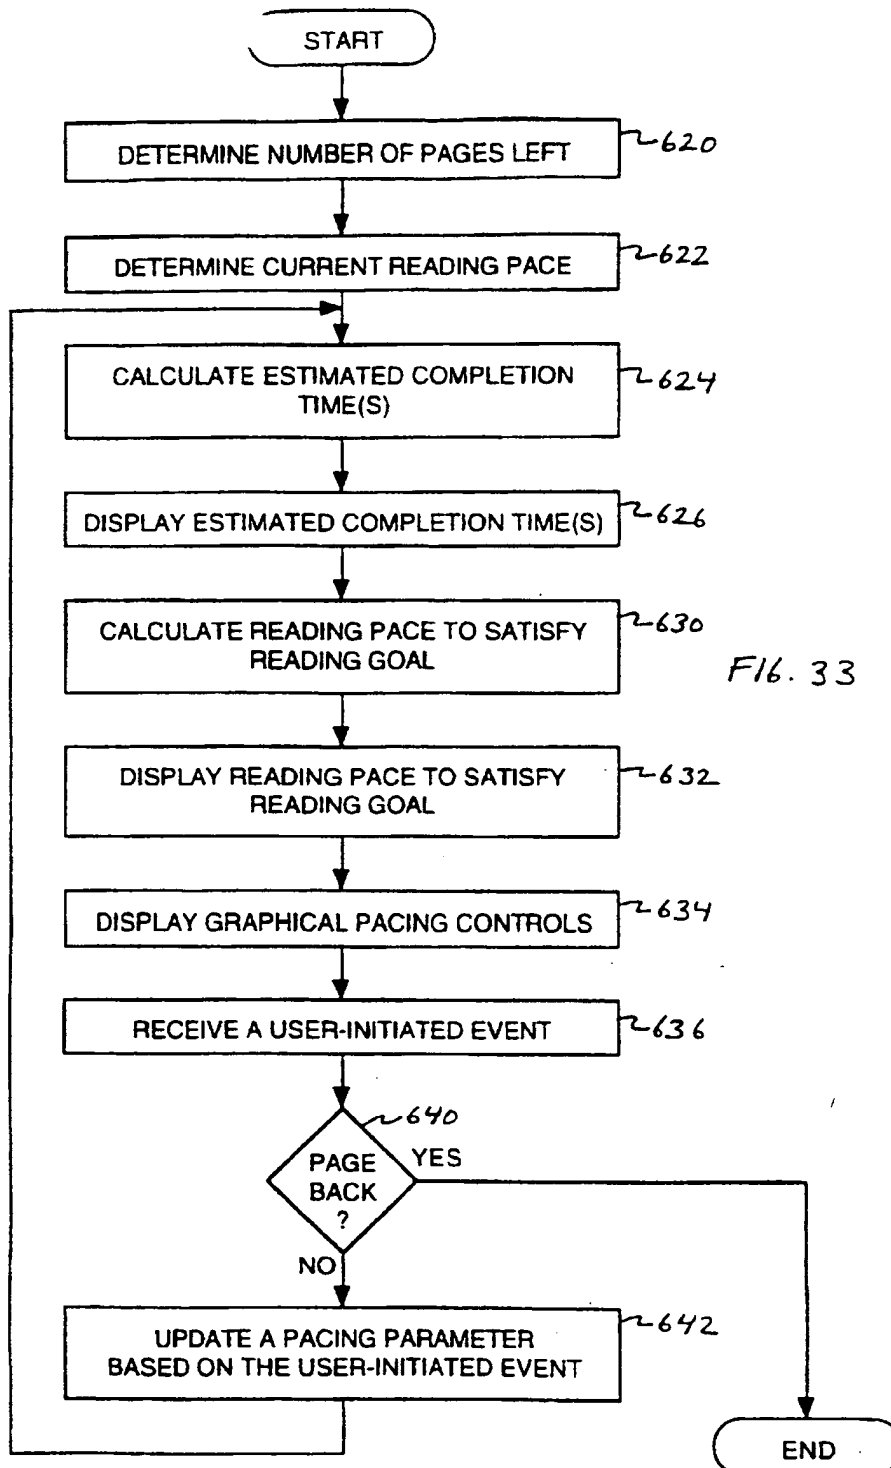 START
DETERMINE NUMBER OF PAGES LEFT
620
DETERMINE CURRENT READING PACE
622
CALCULATE ESTIMATED COMPLETION
TIME(S)
624
DISPLAY ESTIMATED COMPLETION TIME(S)
626
CALCULATE READING PACE TO SATISFY
READING GOAL
630
FIG. 33
DISPLAY READING PACE TO SATISFY
READING GOAL
632
DISPLAY GRAPHICAL PACING CONTROLS
634
RECEIVE A USER-INITIATED EVENT
636
640
PAGE
BACK
?
YES
NO
UPDATE A PACING PARAMETER
BASED ON THE USER-INITIATED EVENT
642
END